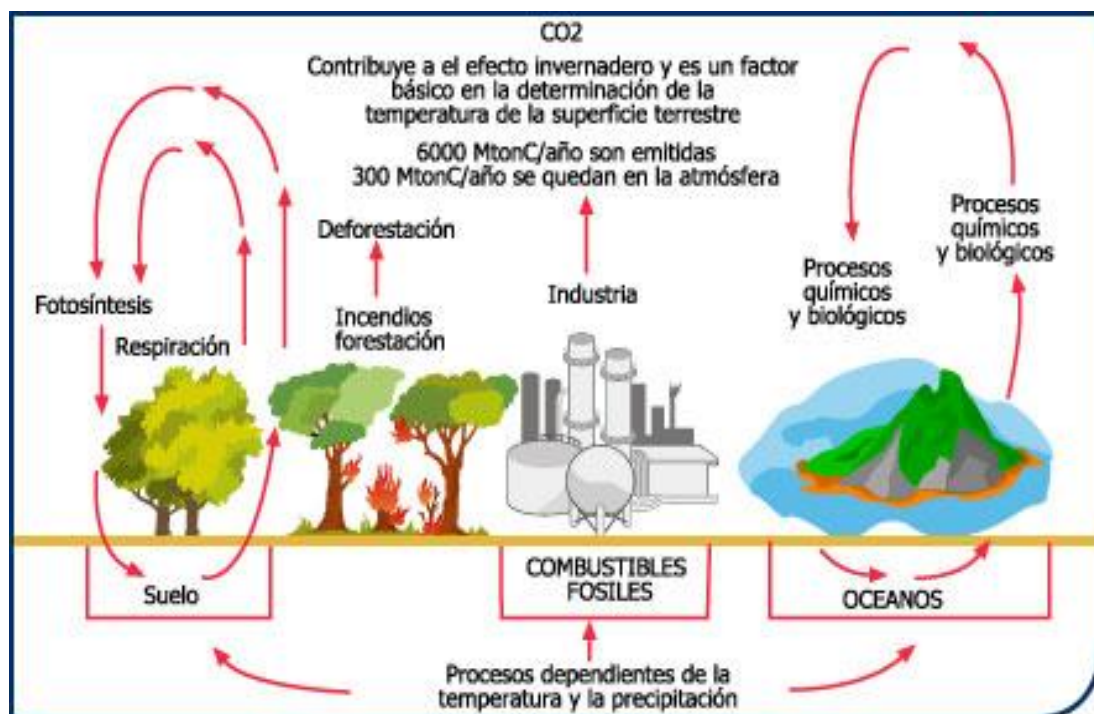 CO2
Contribuye a el efecto invernadero y es un factor
básico en la determinación de la
temperatura de la superficie terrestre
6000 MtonC/año son emitidas
300 MtonC/año se quedan en la atmósfera
Fotosíntesis
Respiración
Deforestación
Incendios
forestación
Industria
Procesos
químicos
y biológicos
Procesos
químicos
y biológicos
Suelo
COMBUSTIBLES
FOSILES
OCEANOS
Procesos dependientes de la
temperatura y la precipitación